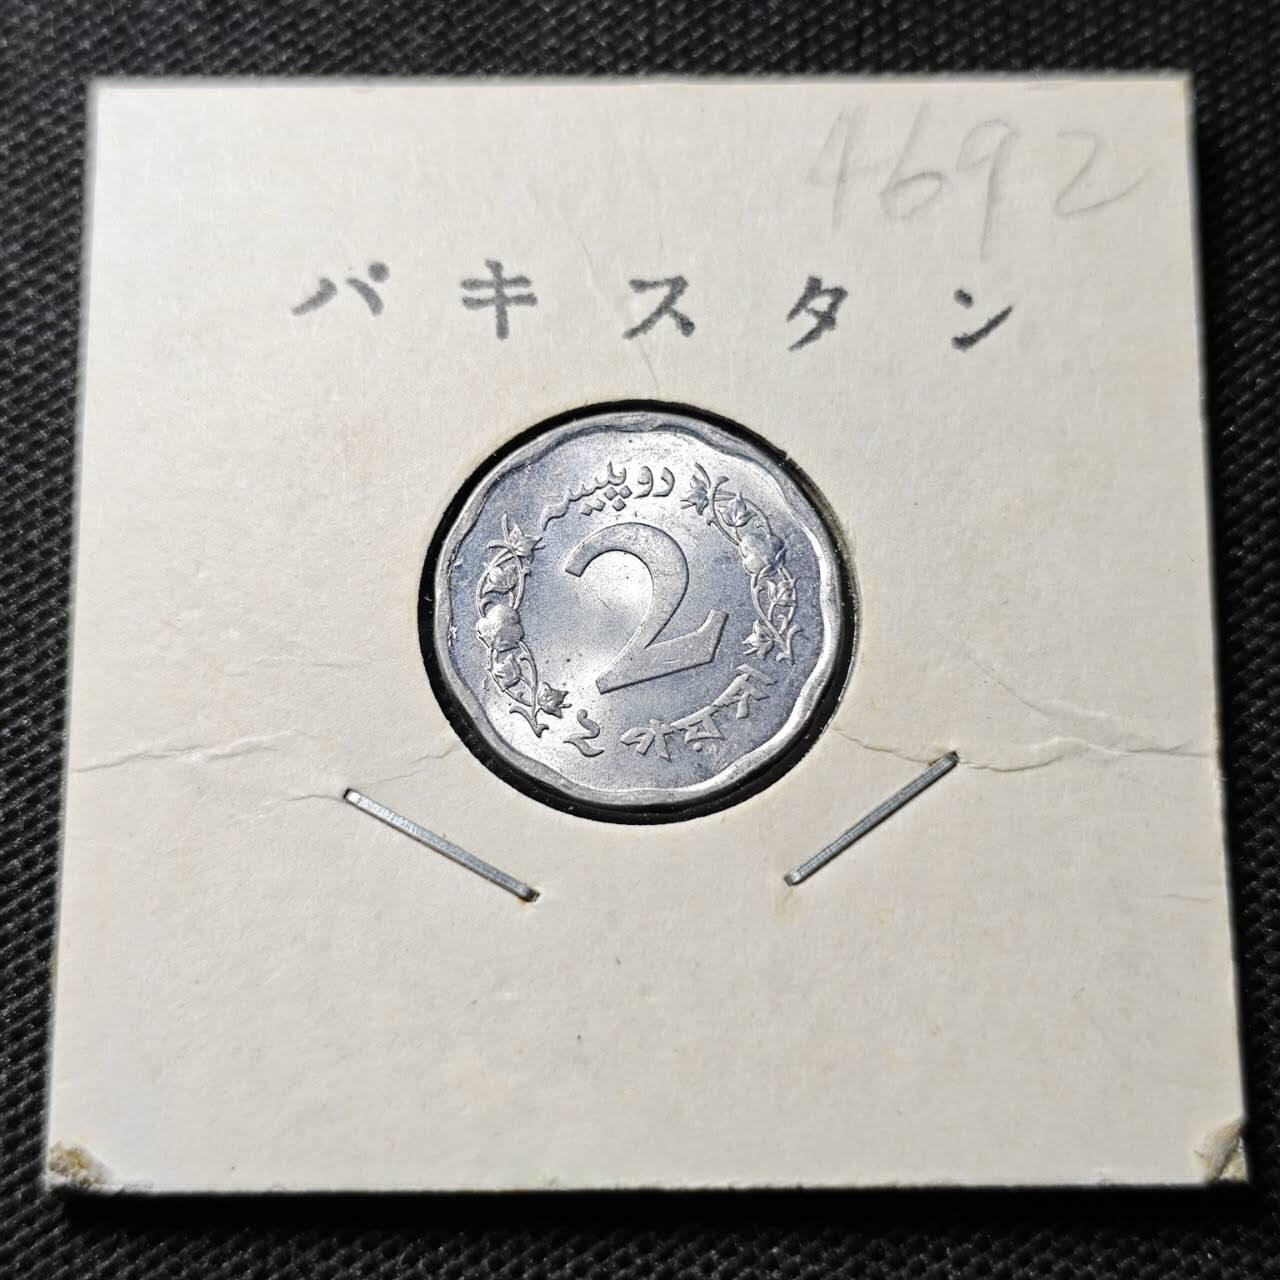 4692
パキスタン
دو پیسہ
2
২ পয়সা